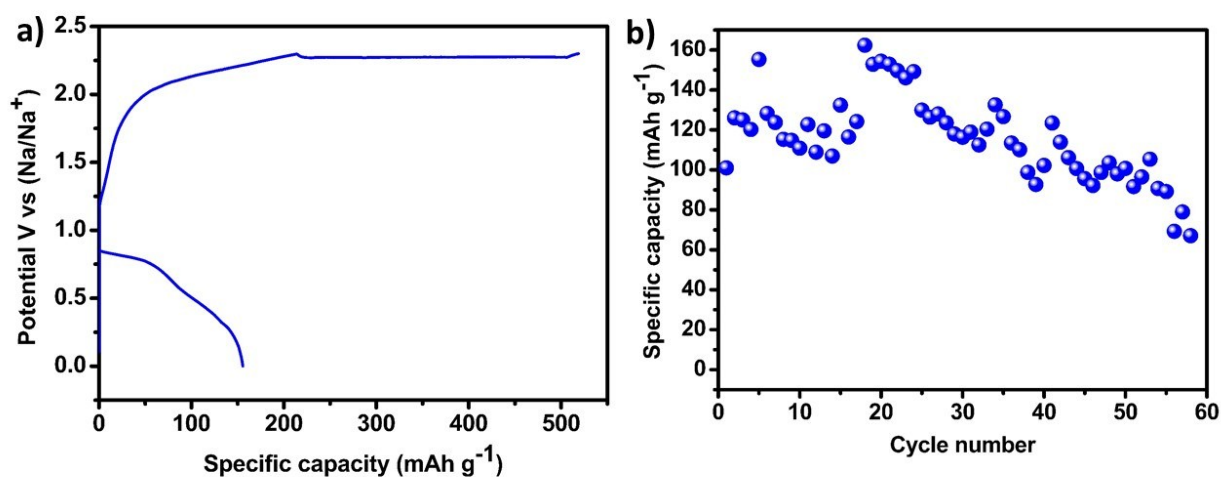 a)
2.5
2.0
1.5
1.0
0.5
0.0
Potential V vs (Na/Na⁺)
0 100 200 300 400 500
Specific capacity (mAh g⁻¹)
b)
160
140
120
100
80
60
40
20
0
Specific capacity (mAh g⁻¹)
0 10 20 30 40 50 60
Cycle number